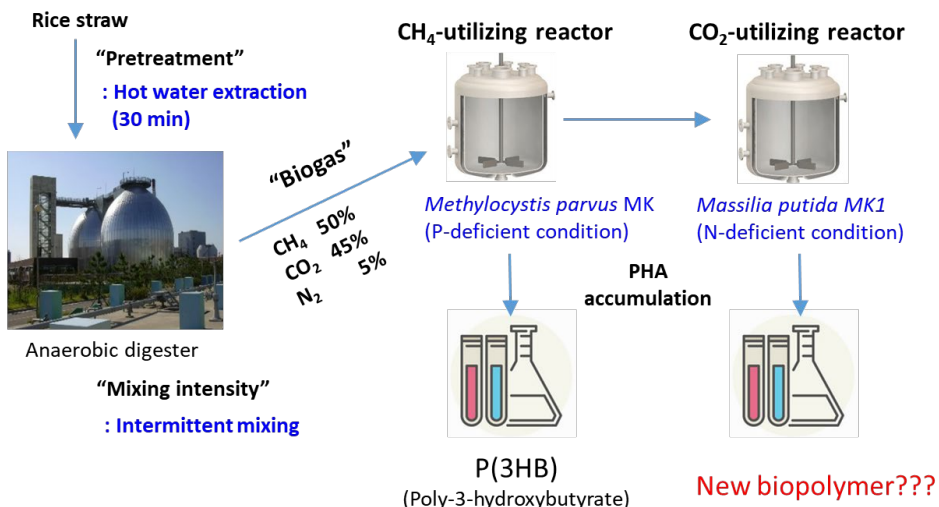 Rice straw
“Pretreatment”
: Hot water extraction
(30 min)
Anaerobic digester
“Mixing intensity”
: Intermittent mixing
“Biogas”
CH₄ 50%
CO₂ 45%
N₂ 5%
CH₄-utilizing reactor
Methylocystis parvus MK
(P-deficient condition)
CO₂-utilizing reactor
Massilia putida MK1
(N-deficient condition)
PHA
accumulation
P(3HB)
(Poly-3-hydroxybutyrate)
New biopolymer???